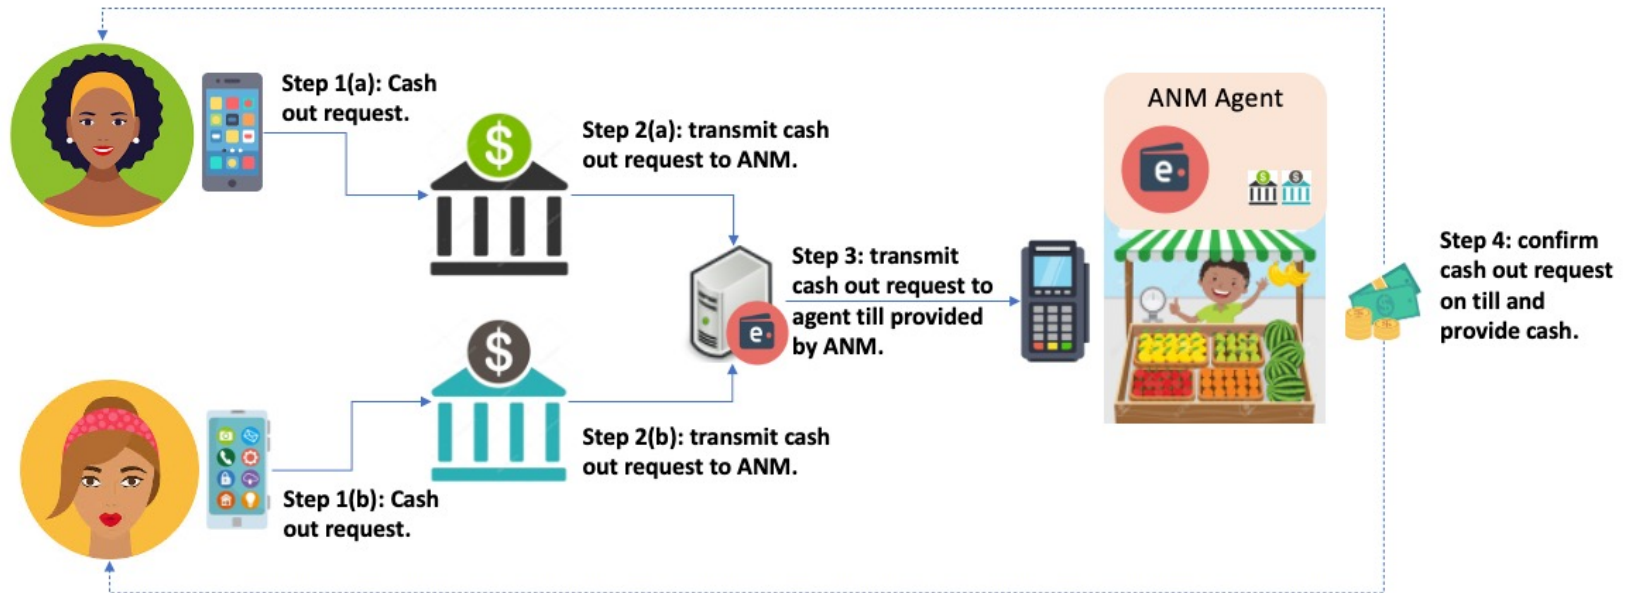 Step 1(a): Cash
out request.
Step 2(a): transmit cash
out request to ANM.
ANM Agent
e
$
Step 3: transmit
cash out request to
agent till provided
by ANM.
e
Step 4: confirm
cash out request
on till and
provide cash.
$
Step 2(b): transmit cash
out request to ANM.
Step 1(b): Cash
out request.